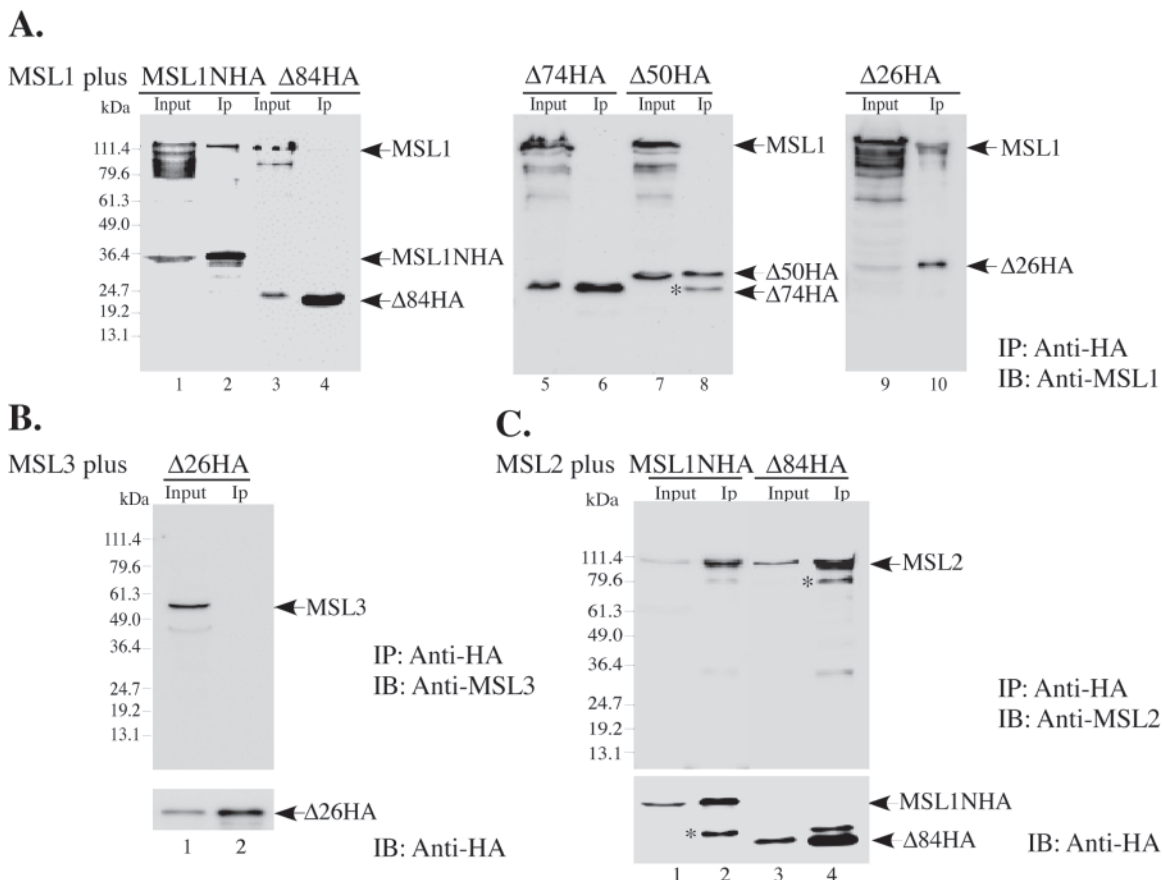 A.
MSL1 plus MSL1NHA Δ84HA Δ74HA Δ50HA Δ26HA
kDa Input Ip Input Ip Input Ip Input Ip Input Ip
111.4
79.6
61.3
49.0
36.4
24.7
19.2
13.1
MSL1
MSL1NHA
Δ84HA
MSL1
Δ50HA
* Δ74HA
MSL1
Δ26HA
IP: Anti-HA
IB: Anti-MSL1
1 2 3 4 5 6 7 8 9 10
B.
MSL3 plus Δ26HA
kDa Input Ip
111.4
79.6
61.3
49.0
36.4
24.7
19.2
13.1
MSL3
IP: Anti-HA
IB: Anti-MSL3
Δ26HA
1 2
IB: Anti-HA
C.
MSL2 plus MSL1NHA Δ84HA
kDa Input Ip Input Ip
111.4
79.6
61.3
49.0
36.4
24.7
19.2
13.1
MSL2
*
IP: Anti-HA
IB: Anti-MSL2
MSL1NHA
*
Δ84HA
IB: Anti-HA
1 2 3 4